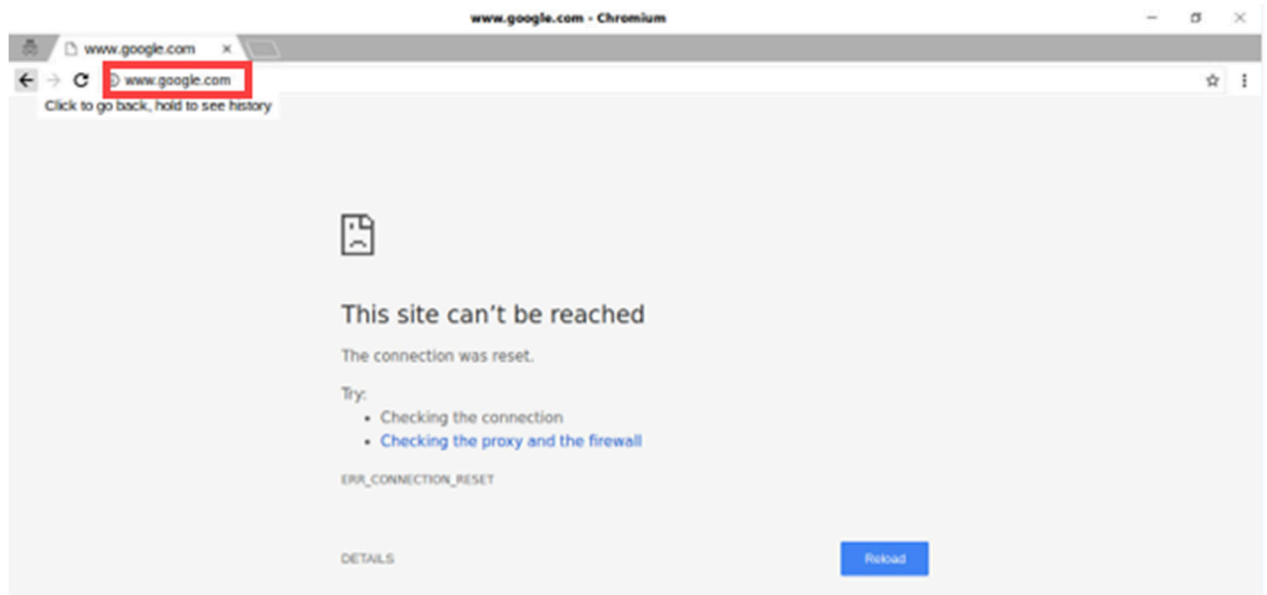 www.google.com - Chromium
www.google.com
www.google.com
Click to go back, hold to see history
This site can't be reached
The connection was reset.
Try:
• Checking the connection
• Checking the proxy and the firewall
ERR_CONNECTION_RESET
DETAILS
Reload